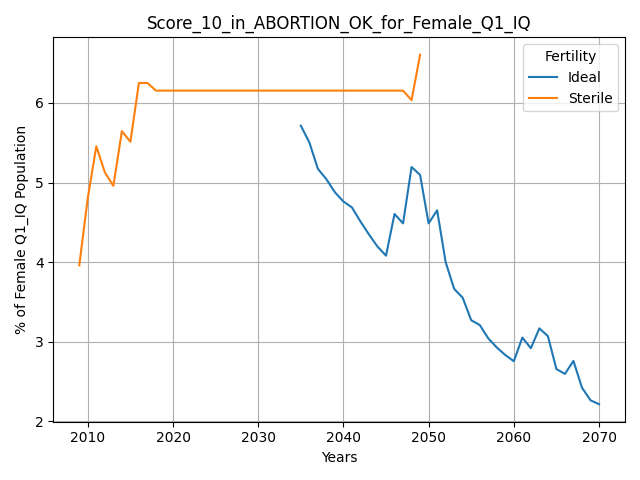 Score_10_in_ABORTION_OK_for_Female_Q1_IQ
Fertility
Ideal
Sterile
% of Female Q1_IQ Population
6
5
4
3
2
2010 2020 2030 2040 2050 2060 2070
Years